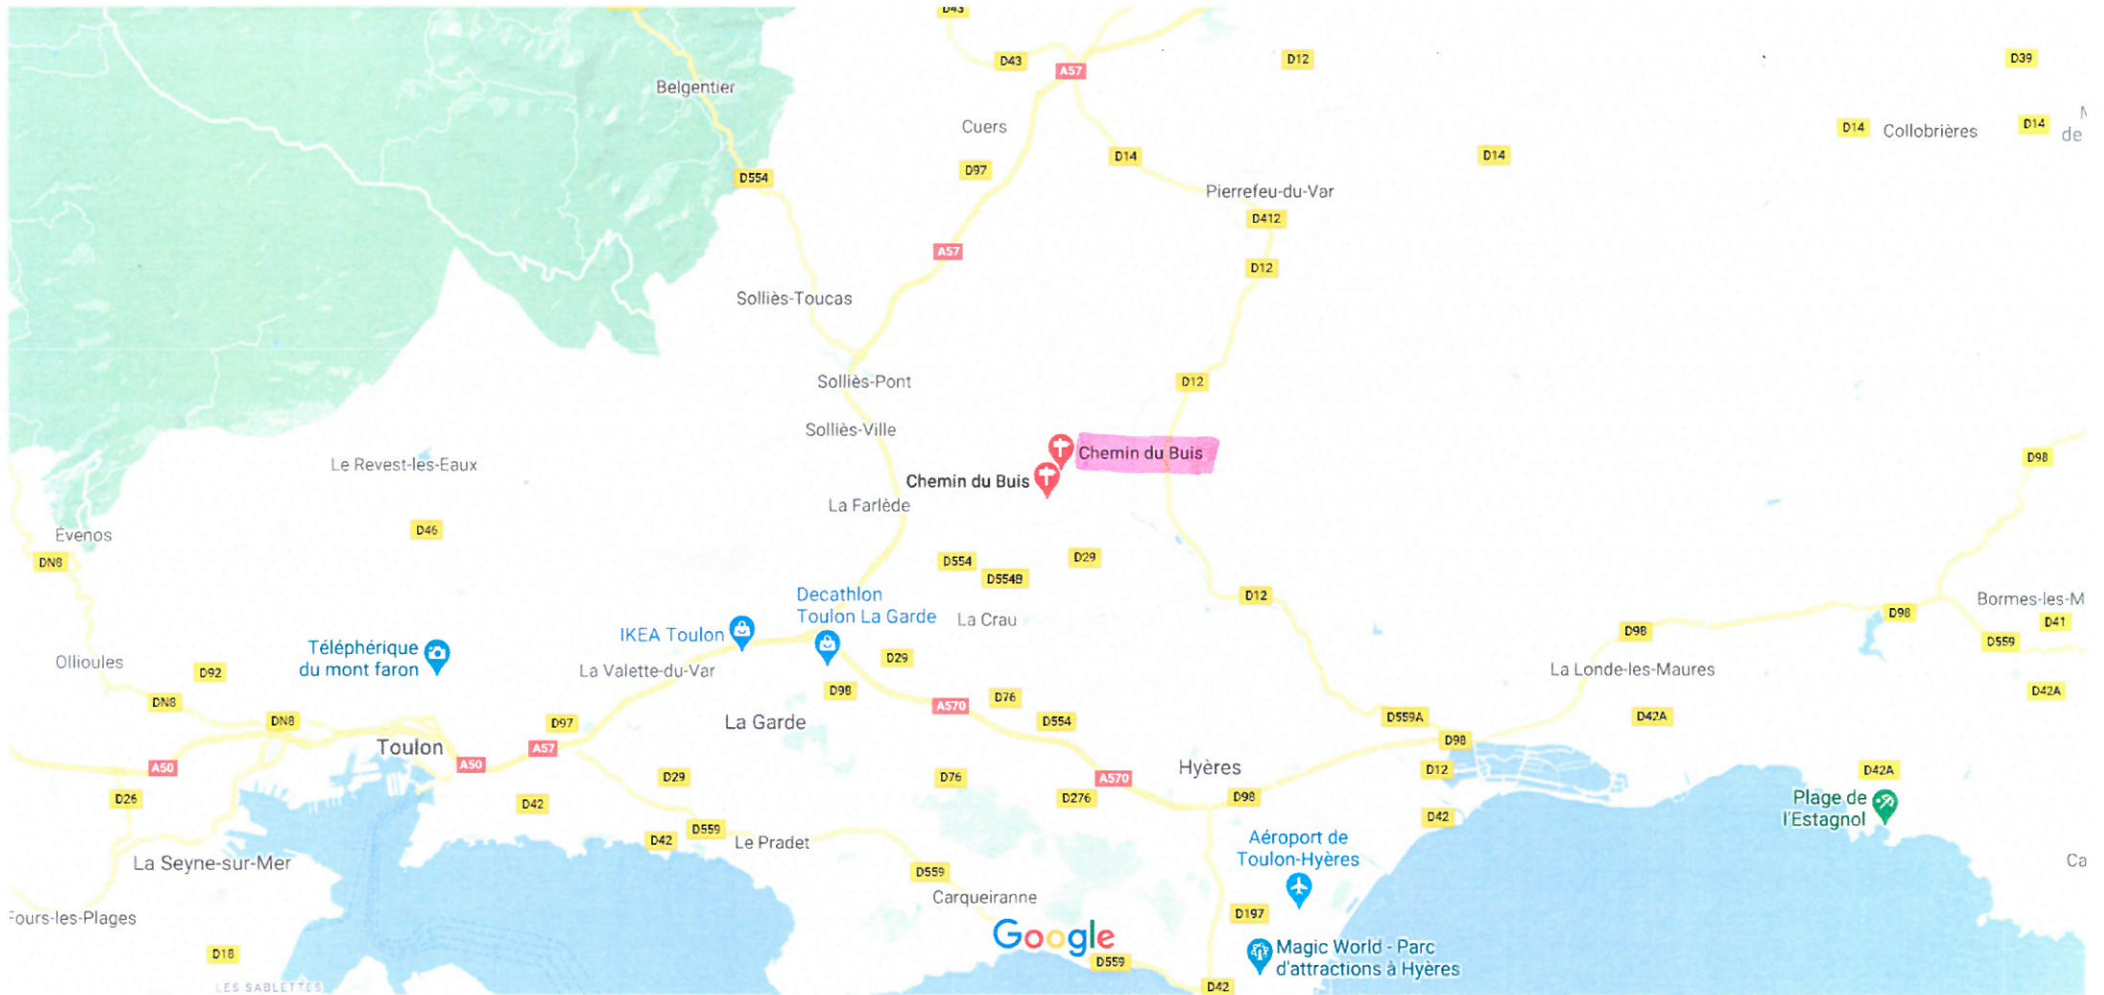 D43
D43
A57
D12
D39
Belgentier
Cuers
D14
Collobrières
D14
de
D97
D14
D14
D554
Pierrefeu-du-Var
D412
A57
D12
Solliès-Toucas
Solliès-Pont
D12
Solliès-Ville
Chemin du Buis
Chemin du Buis
Le Revest-les-Eaux
D98
La Farlède
D46
Évenos
DN8
D554
D554B
D29
Decathlon
Toulon La Garde
D12
La Crau
Bormes-les-M
D98
D41
D559
IKEA Toulon
D98
Téléphérique
du mont faron
Ollioules
D92
La Valette-du-Var
D29
La Londe-les-Maures
D98
D42A
DN8
DN8
D97
La Garde
A570
D76
D554
D559A
D42A
D98
Toulon
A50
A50
A57
D29
D76
A570
Hyères
D12
D42A
D26
D42
D276
D98
D42
Plage de
l'Estagnol
D42
D559
Le Pradet
Aéroport de
Toulon-Hyères
La Seyne-sur-Mer
D559
Carqueiranne
Ca
Fours-les-Plages
D197
Google
D18
D559
Magic World - Parc
d'attractions à Hyères
LES SABLETTES
D42